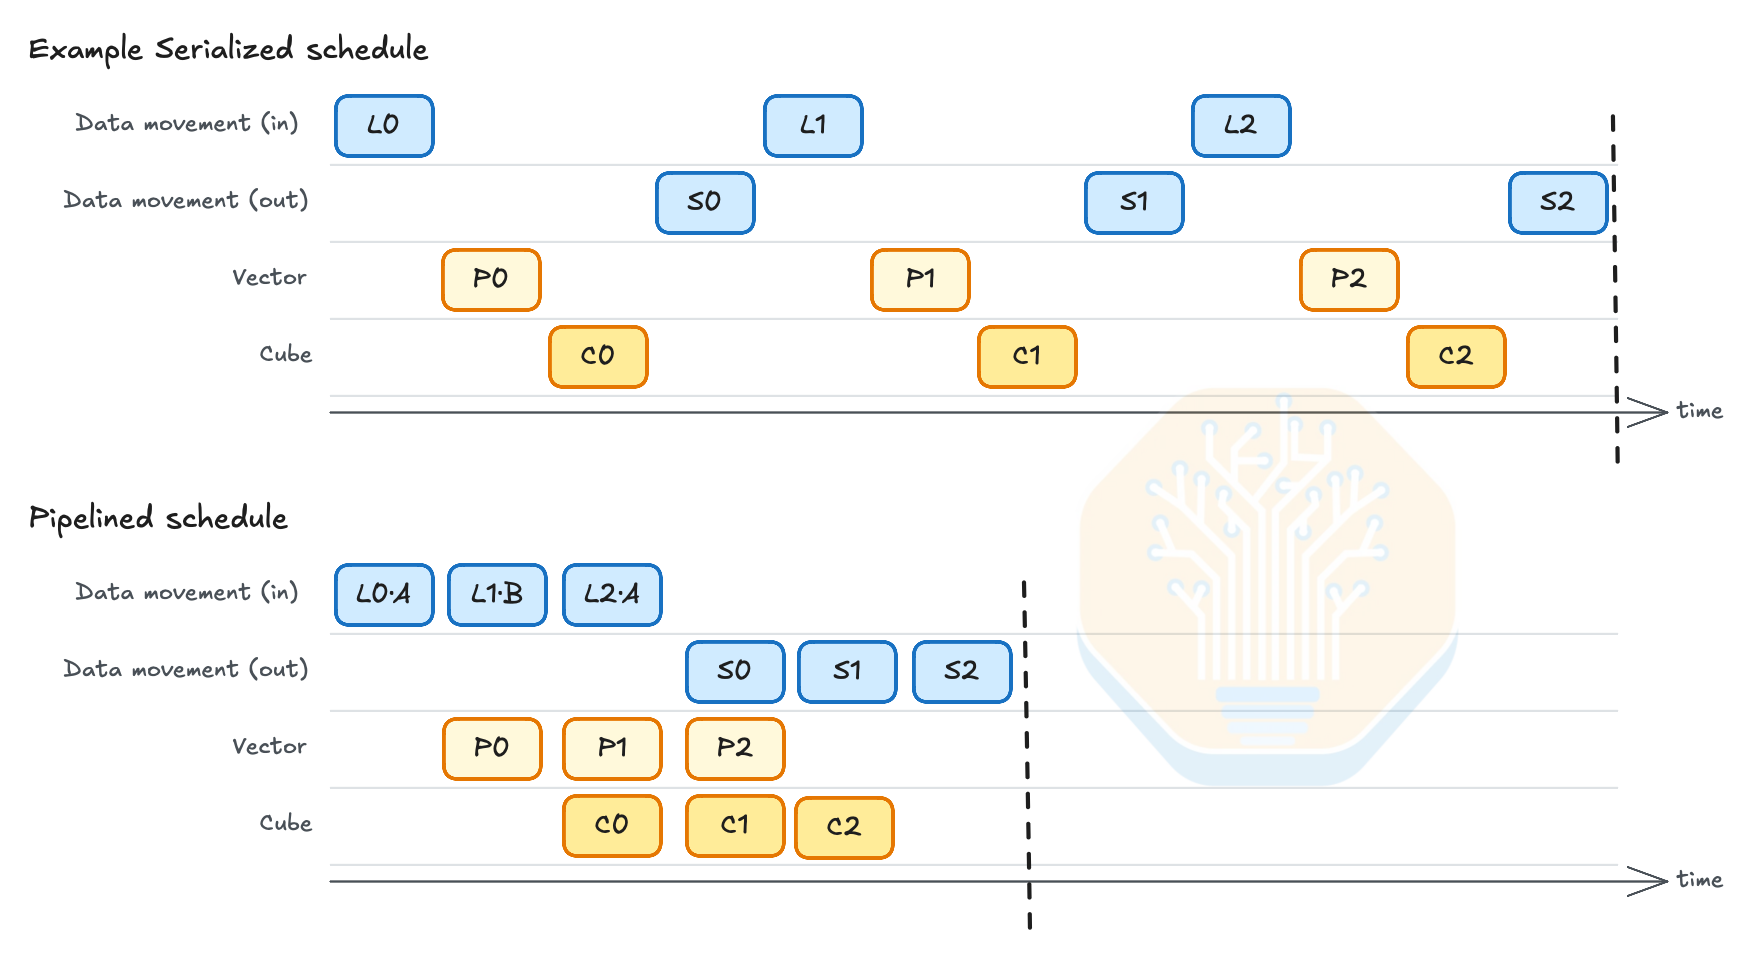 Example Serialized schedule
Data movement (in) L0 L1 L2
Data movement (out) S0 S1 S2
Vector P0 P1 P2
Cube C0 C1 C2
time
Pipelined schedule
Data movement (in) L0·A L1·B L2·A
Data movement (out) S0 S1 S2
Vector P0 P1 P2
Cube C0 C1 C2
time